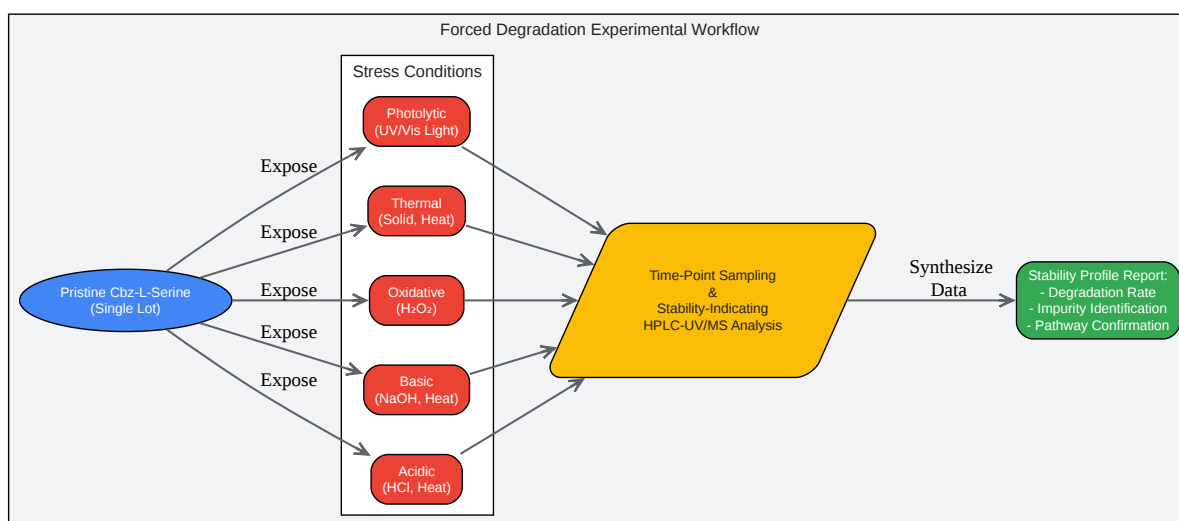 Forced Degradation Experimental Workflow
Stress Conditions
Photolytic
(UV/Vis Light)
Expose
Thermal
(Solid, Heat)
Expose
Pristine Cbz-L-Serine
(Single Lot)
Expose
Oxidative
(H₂O₂)
Expose
Basic
(NaOH, Heat)
Expose
Acidic
(HCl, Heat)
Time-Point Sampling
&
Stability-Indicating
HPLC-UV/MS Analysis
Synthesize
Data
Stability Profile Report:
- Degradation Rate
- Impurity Identification
- Pathway Confirmation